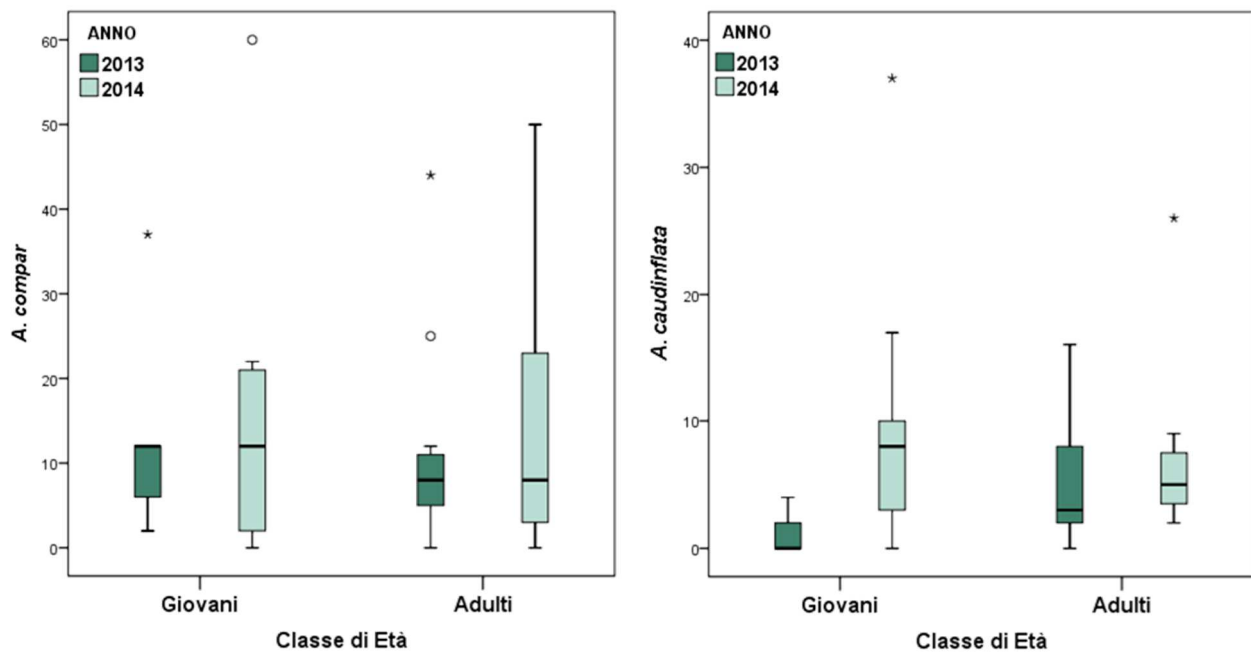 ANNO
2013
2014
60
50
40
30
20
10
0
A. compar
Giovani
Adulti
Classe di Età
ANNO
2013
2014
40
30
20
10
0
A. caudinflata
Giovani
Adulti
Classe di Età